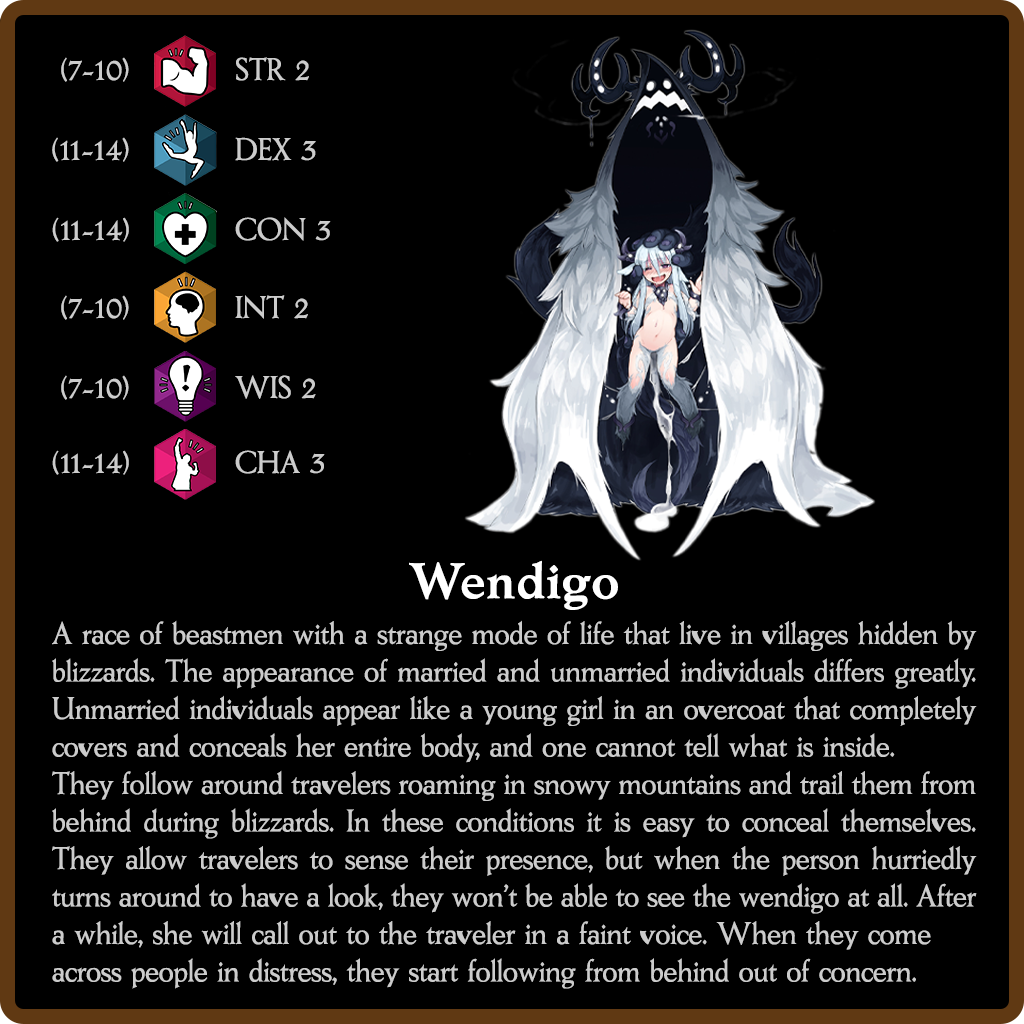 (7-10) STR 2
(11-14) DEX 3
(11-14) CON 3
(7-10) INT 2
(7-10) WIS 2
(11-14) CHA 3
Wendigo
A race of beastmen with a strange mode of life that live in villages hidden by
blizzards. The appearance of married and unmarried individuals differs greatly.
Unmarried individuals appear like a young girl in an overcoat that completely
covers and conceals her entire body, and one cannot tell what is inside.
They follow around travelers roaming in snowy mountains and trail them from
behind during blizzards. In these conditions it is easy to conceal themselves.
They allow travelers to sense their presence, but when the person hurriedly
turns around to have a look, they won't be able to see the wendigo at all. After
a while, she will call out to the traveler in a faint voice. When they come
across people in distress, they start following from behind out of concern.